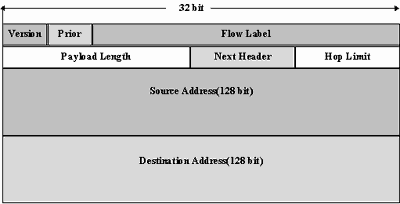 32 bit
Version Prior Flow Label
Payload Length Next Header Hop Limit
Source Address(128 bit)
Destination Address(128 bit)